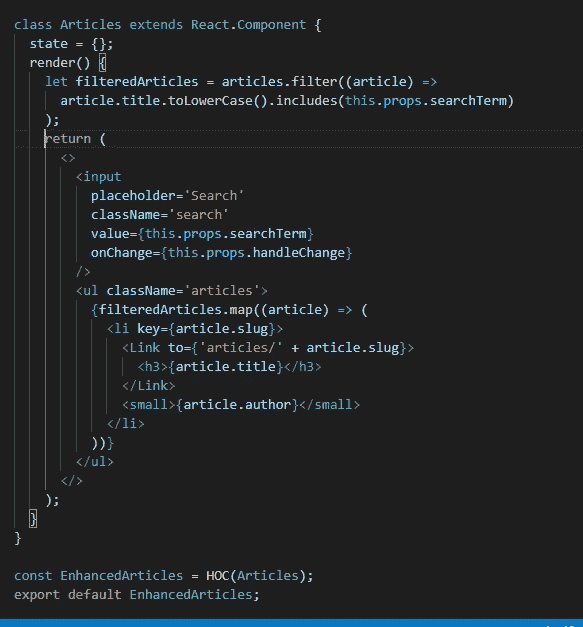 class Articles extends React.Component {
  state = {};
  render() {
    let filteredArticles = articles.filter((article) =>
      article.title.toLowerCase().includes(this.props.searchTerm)
    );
    return (
      <>
        <input
          placeholder='Search'
          className='search'
          value={this.props.searchTerm}
          onChange={this.props.handleChange}
        />
        <ul className='articles'>
          {filteredArticles.map((article) => (
            <li key={article.slug}>
              <Link to={'articles/' + article.slug}>
                <h3>{article.title}</h3>
              </Link>
              <small>{article.author}</small>
            </li>
          ))}
        </ul>
      </>
    );
  }
}
const EnhancedArticles = HOC(Articles);
export default EnhancedArticles;